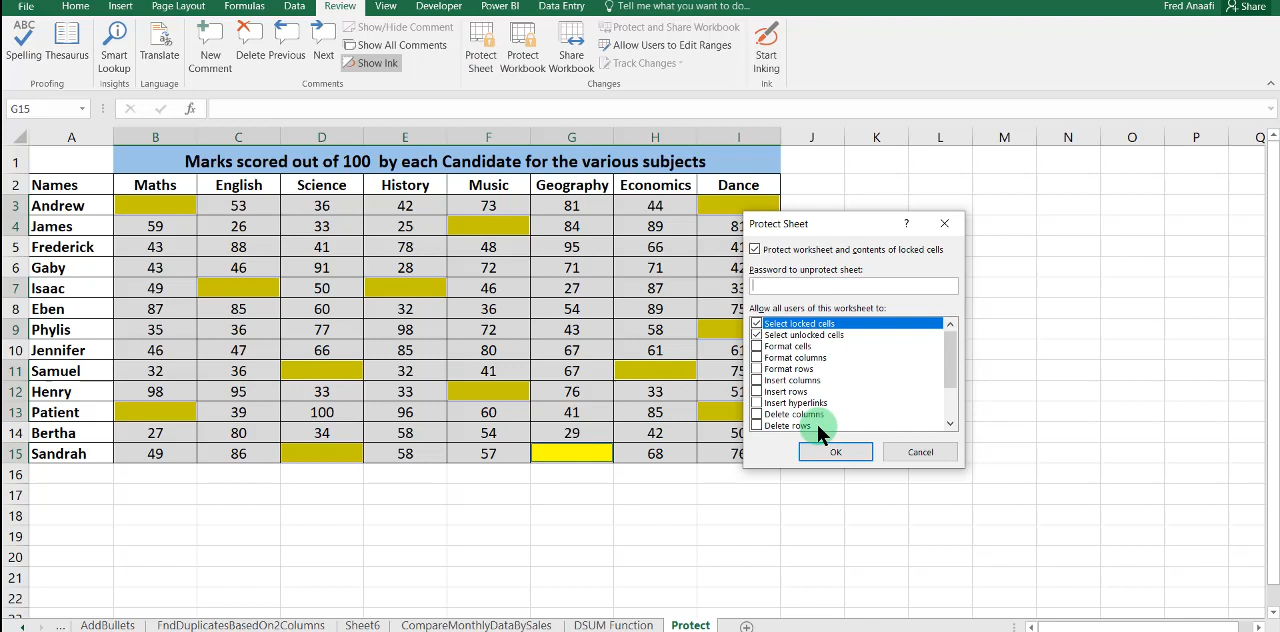 File Home Insert Page Layout Formulas Data Review View Developer Power BI Data Entry Tell me what you want to do... Fred Anaafi Share
ABC
Spelling Thesaurus Smart Lookup Translate New Comment Delete Previous Next Show/Hide Comment Show All Comments Show Ink Protect Sheet Protect Workbook Share Workbook Protect and Share Workbook Allow Users to Edit Ranges Track Changes Start Inking
Proofing Insights Language Comments Changes Ink
G15 fx
A B C D E F G H I J K L M N O P Q
1 Marks scored out of 100 by each Candidate for the various subjects
2 Names Maths English Science History Music Geography Economics Dance
3 Andrew 53 36 42 73 81 44
4 James 59 26 33 25 84 89 81
5 Frederick 43 88 41 78 48 95 66 41
6 Gaby 43 46 91 28 72 71 71 42
7 Isaac 49 50 46 27 87 33
8 Eben 87 85 60 32 36 89 34 75
9 Phylis 35 36 77 98 72 43 58
10 Jennifer 46 47 66 85 80 67 61 61
11 Samuel 32 36 32 41 67 75
12 Henry 98 95 33 33 76 33 51
13 Patient 39 100 96 60 41 85
14 Bertha 27 80 34 58 54 29 42 50
15 Sandrah 49 86 58 57 68 76
16
17
18
19
20
21
22
Protect Sheet ?
Protect worksheet and contents of locked cells
Password to unprotect sheet:
Allow all users of this worksheet to:
Select locked cells
Select unlocked cells
Format cells
Format columns
Format rows
Insert columns
Insert rows
Insert hyperlinks
Delete columns
Delete rows
OK Cancel
... AddBullets FndDuplicatesBasedOn2Columns Sheet6 CompareMonthlyDataBySales DSUM Function Protect